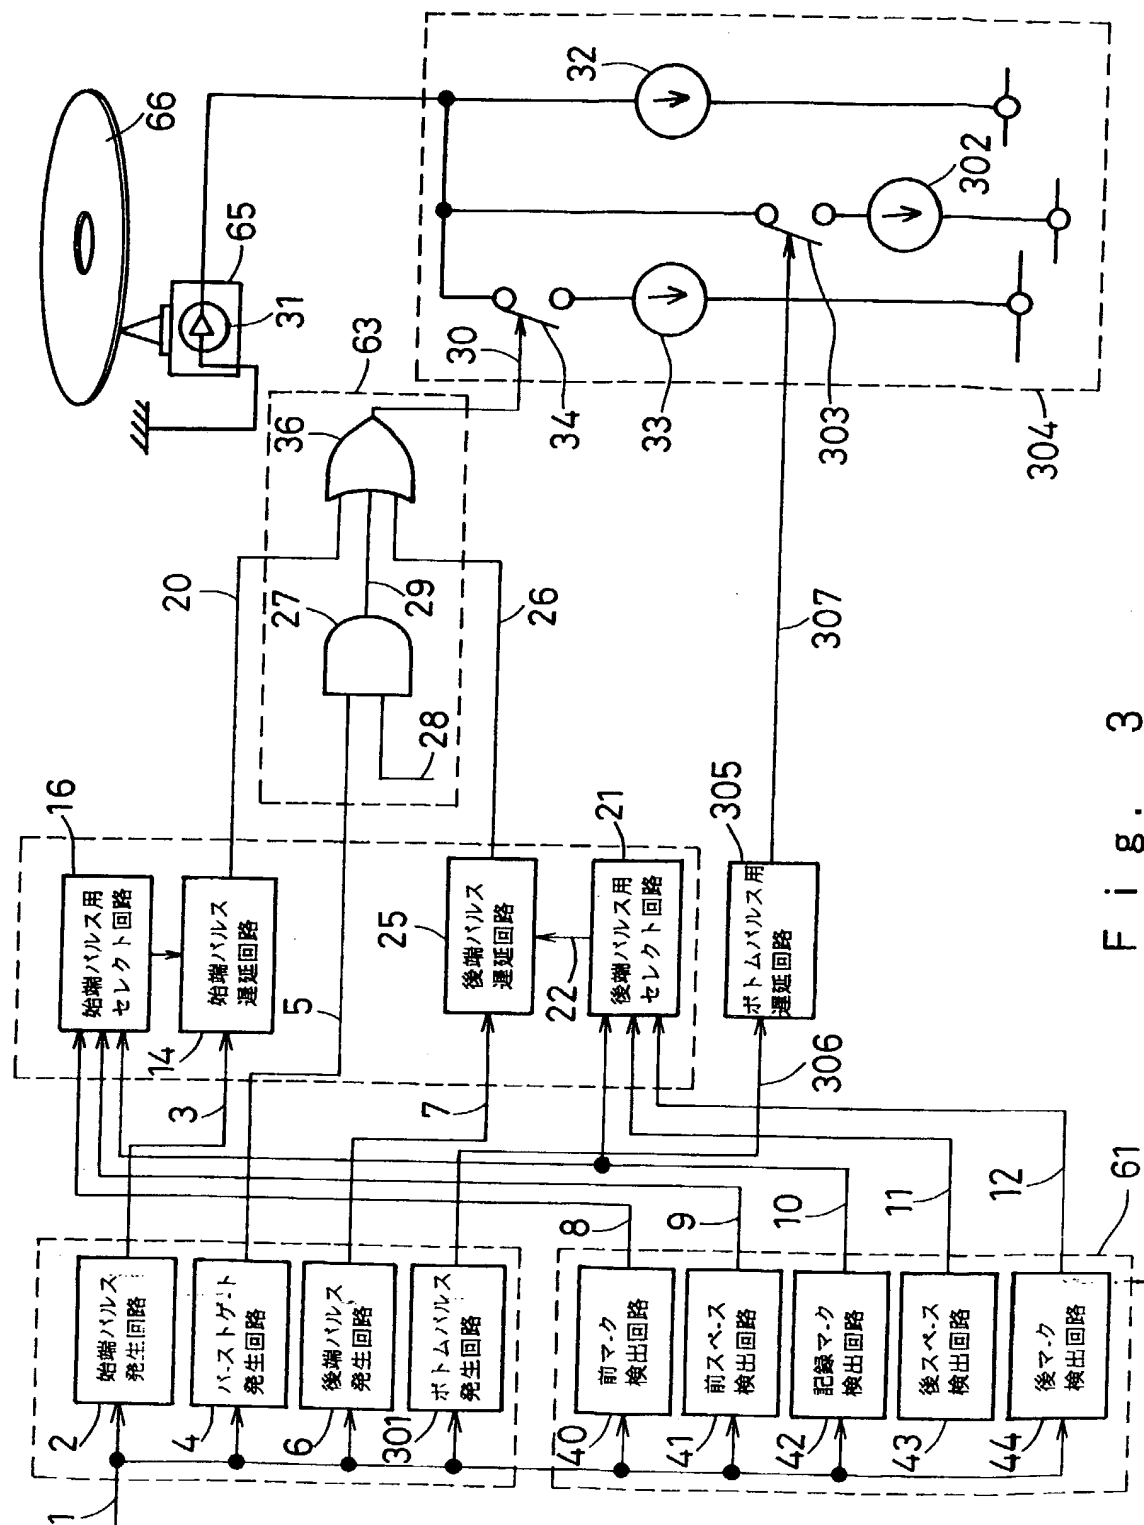 1
2
始端パルス
発生回路
4
バーストゲート
発生回路
6
後端パルス
発生回路
301
ボトムパルス
発生回路
40
前マーク
検出回路
41
前スペース
検出回路
42
記録マーク
検出回路
43
後スペース
検出回路
44
後マーク
検出回路
61
3
5
7
8
9
10
11
12
306
16
始端パルス用
セレクト回路
14
始端パルス
遅延回路
25
後端パルス
遅延回路
22
21
後端パルス用
セレクト回路
305
ボトムパルス用
遅延回路
20
26
27
28
29
36
63
307
30
31
65
66
32
33
34
302
303
304
Fig. 3